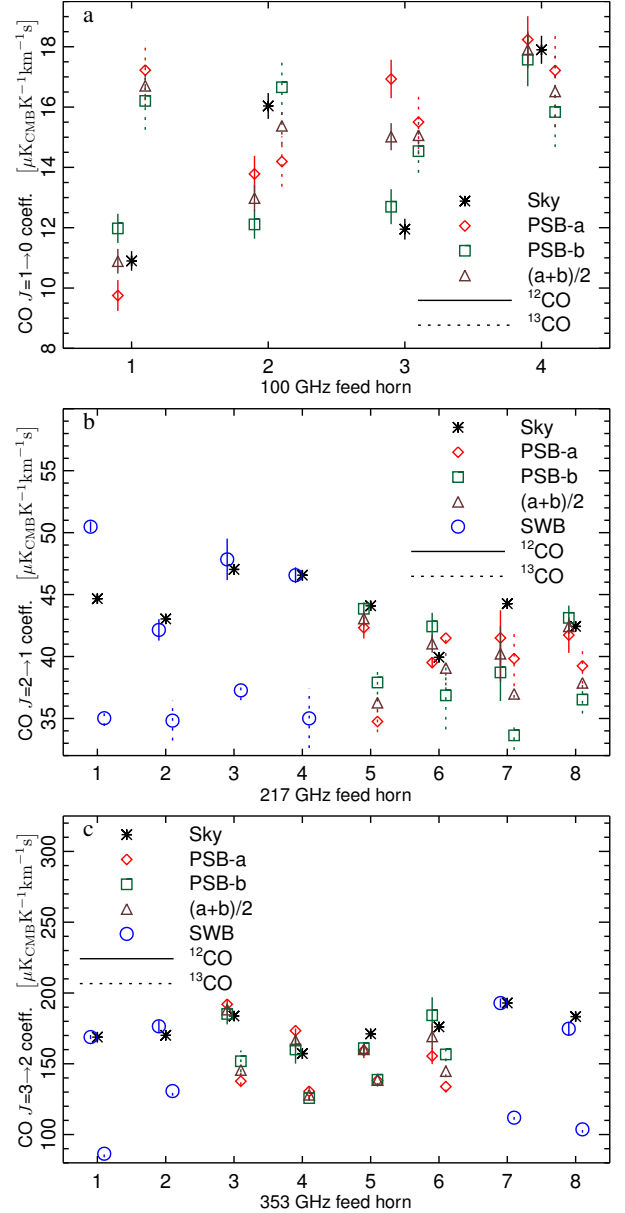 a
CO J=1→0 coeff. [μK_CMB K⁻¹ km⁻¹ s]
18
16
14
12
10
8
Sky
PSB-a
PSB-b
(a+b)/2
¹²CO
¹³CO
1 2 3 4
100 GHz feed horn
b
CO J=2→1 coeff. [μK_CMB K⁻¹ km⁻¹ s]
55
50
45
40
35
Sky
PSB-a
PSB-b
(a+b)/2
SWB
¹²CO
¹³CO
1 2 3 4 5 6 7 8
217 GHz feed horn
c
CO J=3→2 coeff. [μK_CMB K⁻¹ km⁻¹ s]
300
250
200
150
100
Sky
PSB-a
PSB-b
(a+b)/2
SWB
¹²CO
¹³CO
1 2 3 4 5 6 7 8
353 GHz feed horn